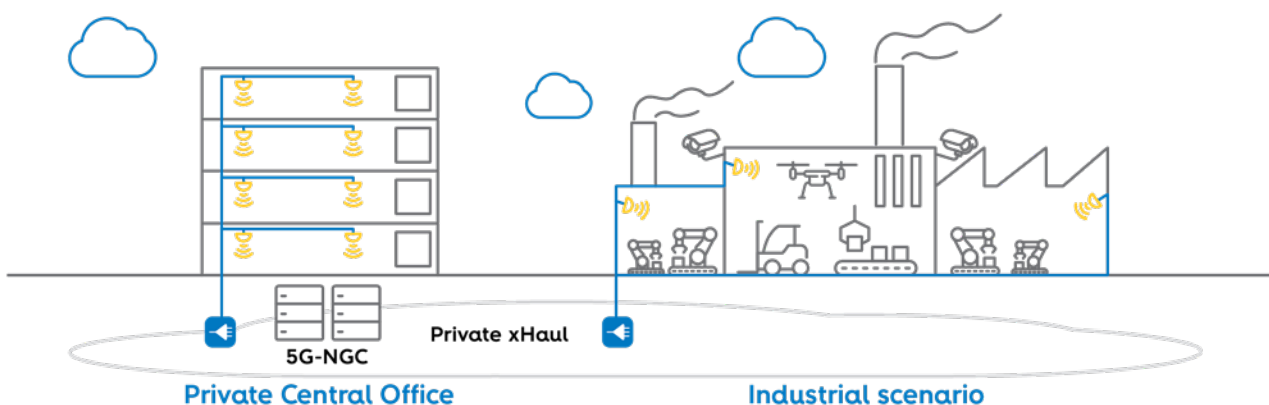 Private xHaul
5G-NGC
Private Central Office
Industrial scenario